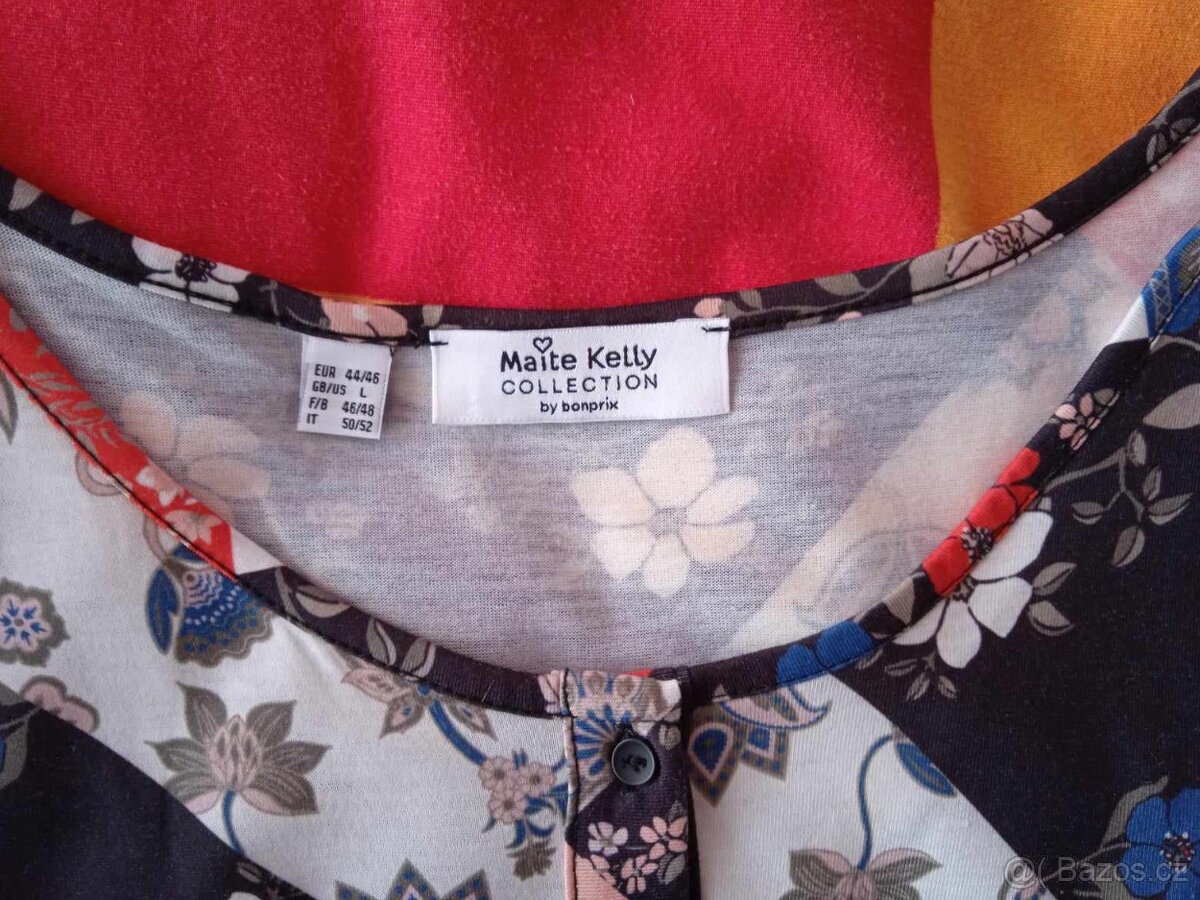 EUR 44/46
GB/US L
F/B 46/48
IT 50/52
Maite Kelly
COLLECTION
by bonprix
@( Bazos.cz